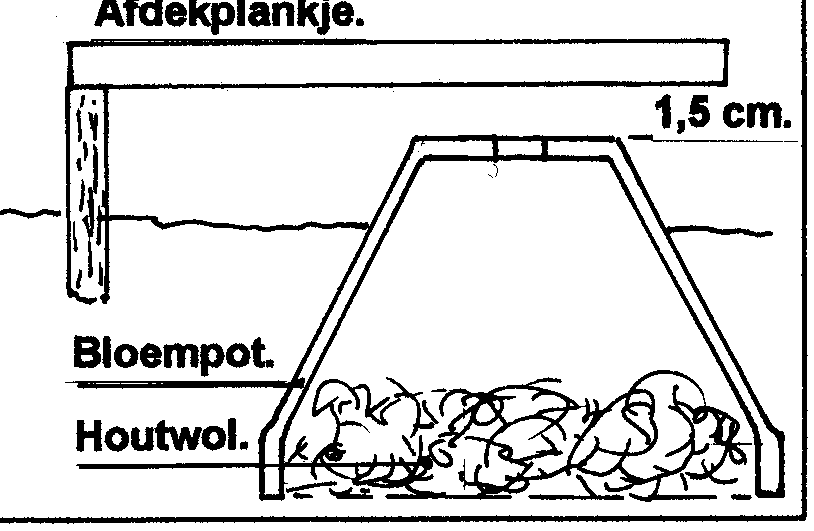 Afdekplankje.
1,5 cm.
Bloempot.
Houtwol.